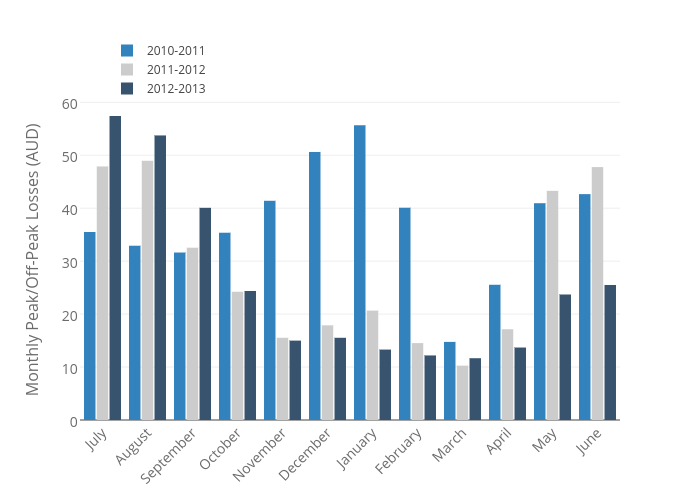 2010-2011
2011-2012
2012-2013
Monthly Peak/Off-Peak Losses (AUD)
60
50
40
30
20
10
0
July
August
September
October
November
December
January
February
March
April
May
June